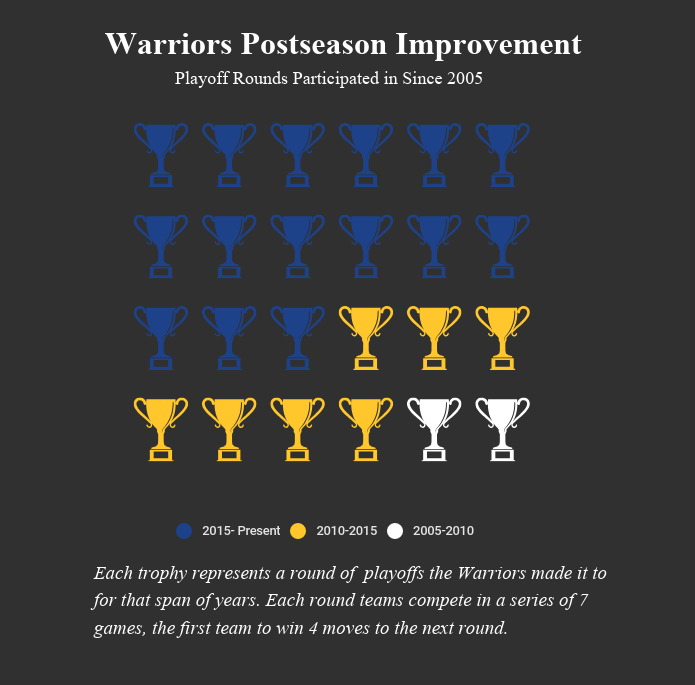 Warriors Postseason Improvement
Playoff Rounds Participated in Since 2005
2015- Present 2010-2015 2005-2010
Each trophy represents a round of playoffs the Warriors made it to
for that span of years. Each round teams compete in a series of 7
games, the first team to win 4 moves to the next round.